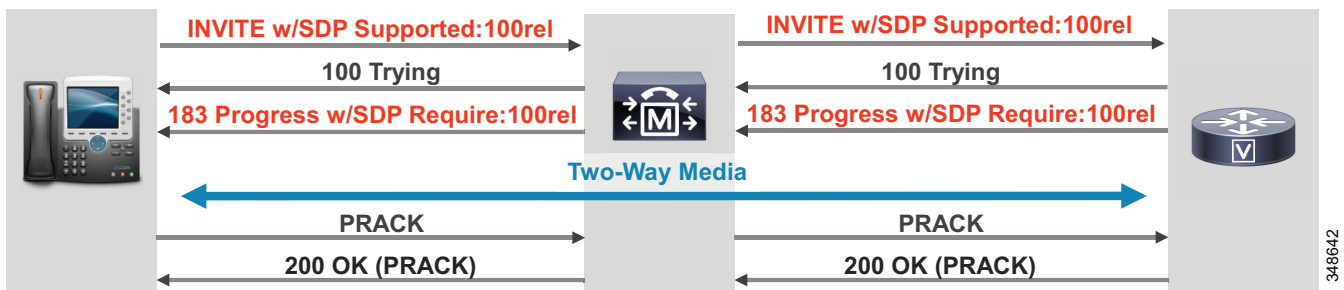 INVITE w/SDP Supported:100rel
INVITE w/SDP Supported:100rel
100 Trying
100 Trying
183 Progress w/SDP Require:100rel
183 Progress w/SDP Require:100rel
M
V
Two-Way Media
PRACK
PRACK
200 OK (PRACK)
200 OK (PRACK)
348642